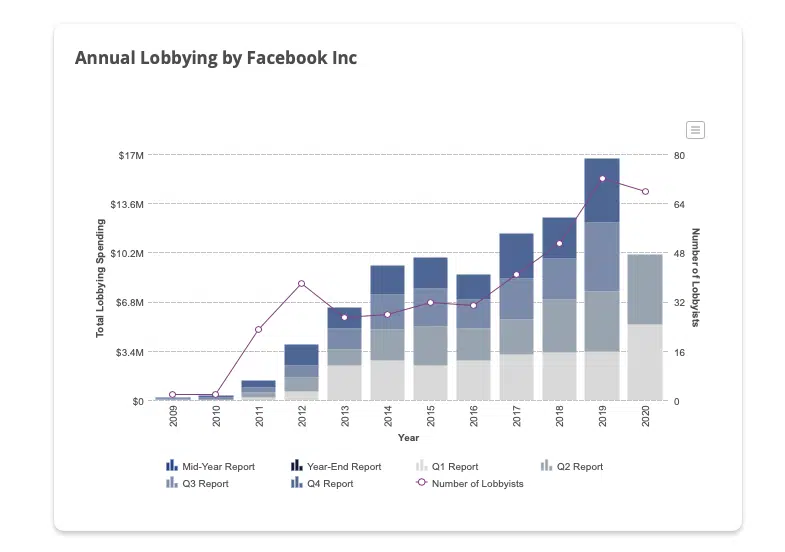 Annual Lobbying by Facebook Inc
$17M
$13.6M
$10.2M
$6.8M
$3.4M
$0
Total Lobbying Spending
80
64
48
32
16
0
Number of Lobbyists
2009 2010 2011 2012 2013 2014 2015 2016 2017 2018 2019 2020
Year
Mid-Year Report Year-End Report Q1 Report Q2 Report
Q3 Report Q4 Report Number of Lobbyists